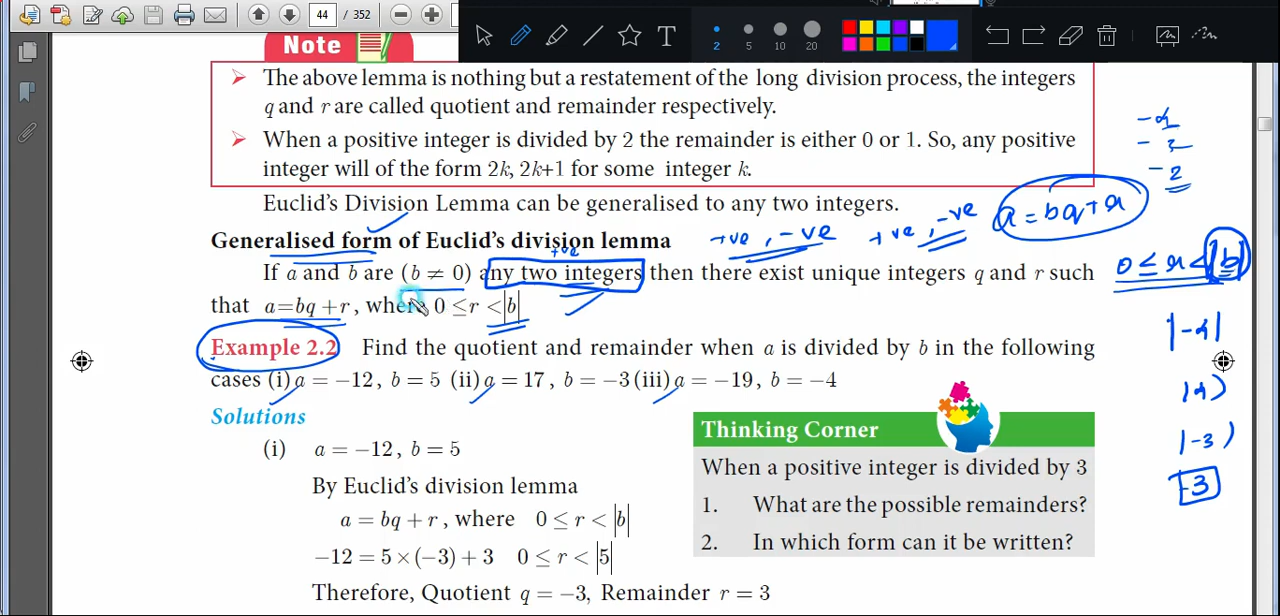 44 / 352
T
2 5 10 20
Note
➤ The above lemma is nothing but a restatement of the long division process, the integers
q and r are called quotient and remainder respectively.
➤ When a positive integer is divided by 2 the remainder is either 0 or 1. So, any positive
integer will of the form 2k, 2k+1 for some integer k.
-2
Euclid's Division Lemma can be generalised to any two integers.
a = bq + r
Generalised form of Euclid's division lemma
+ve , -ve +ve, -ve
+ve
0 ≤ r < |b|
If a and b are (b ≠ 0) any two integers then there exist unique integers q and r such
that a=bq +r , where 0 ≤r <|b|
Example 2.2 Find the quotient and remainder when a is divided by b in the following
cases (i) a = −12, b = 5 (ii) a = 17, b = −3 (iii) a = −19, b = −4
|-3|
3
Solutions
(i) a = −12, b = 5
By Euclid's division lemma
a = bq + r , where 0 ≤ r < |b|
−12 = 5 × (−3) + 3 0 ≤ r < |5|
Therefore, Quotient q = −3, Remainder r = 3
Thinking Corner
When a positive integer is divided by 3
1. What are the possible remainders?
2. In which form can it be written?